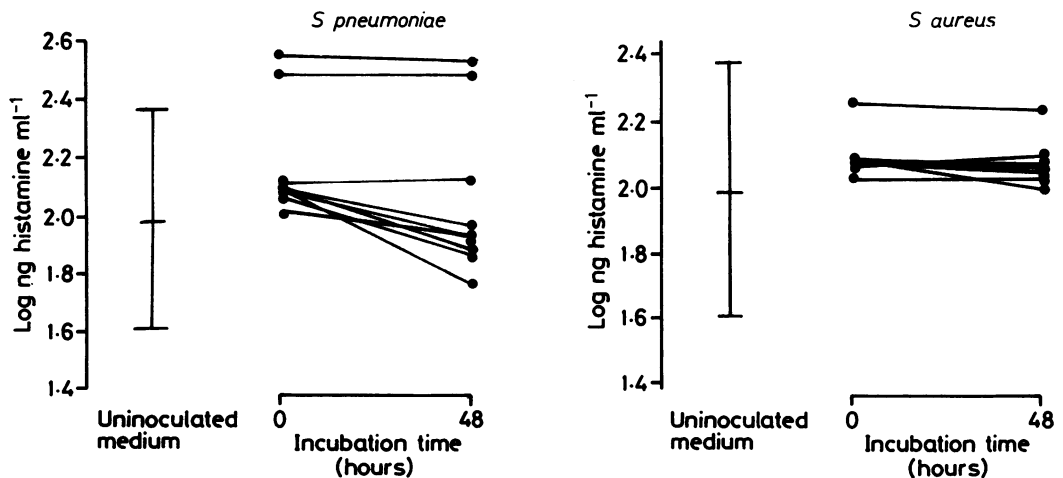 S pneumoniae
Log ng histamine ml⁻¹
2·6
2·4
2·2
2·0
1·8
1·6
1·4
Uninoculated
medium
0
48
Incubation time
(hours)
S aureus
Log ng histamine ml⁻¹
2·4
2·2
2·0
1·8
1·6
1·4
Uninoculated
medium
0
48
Incubation time
(hours)